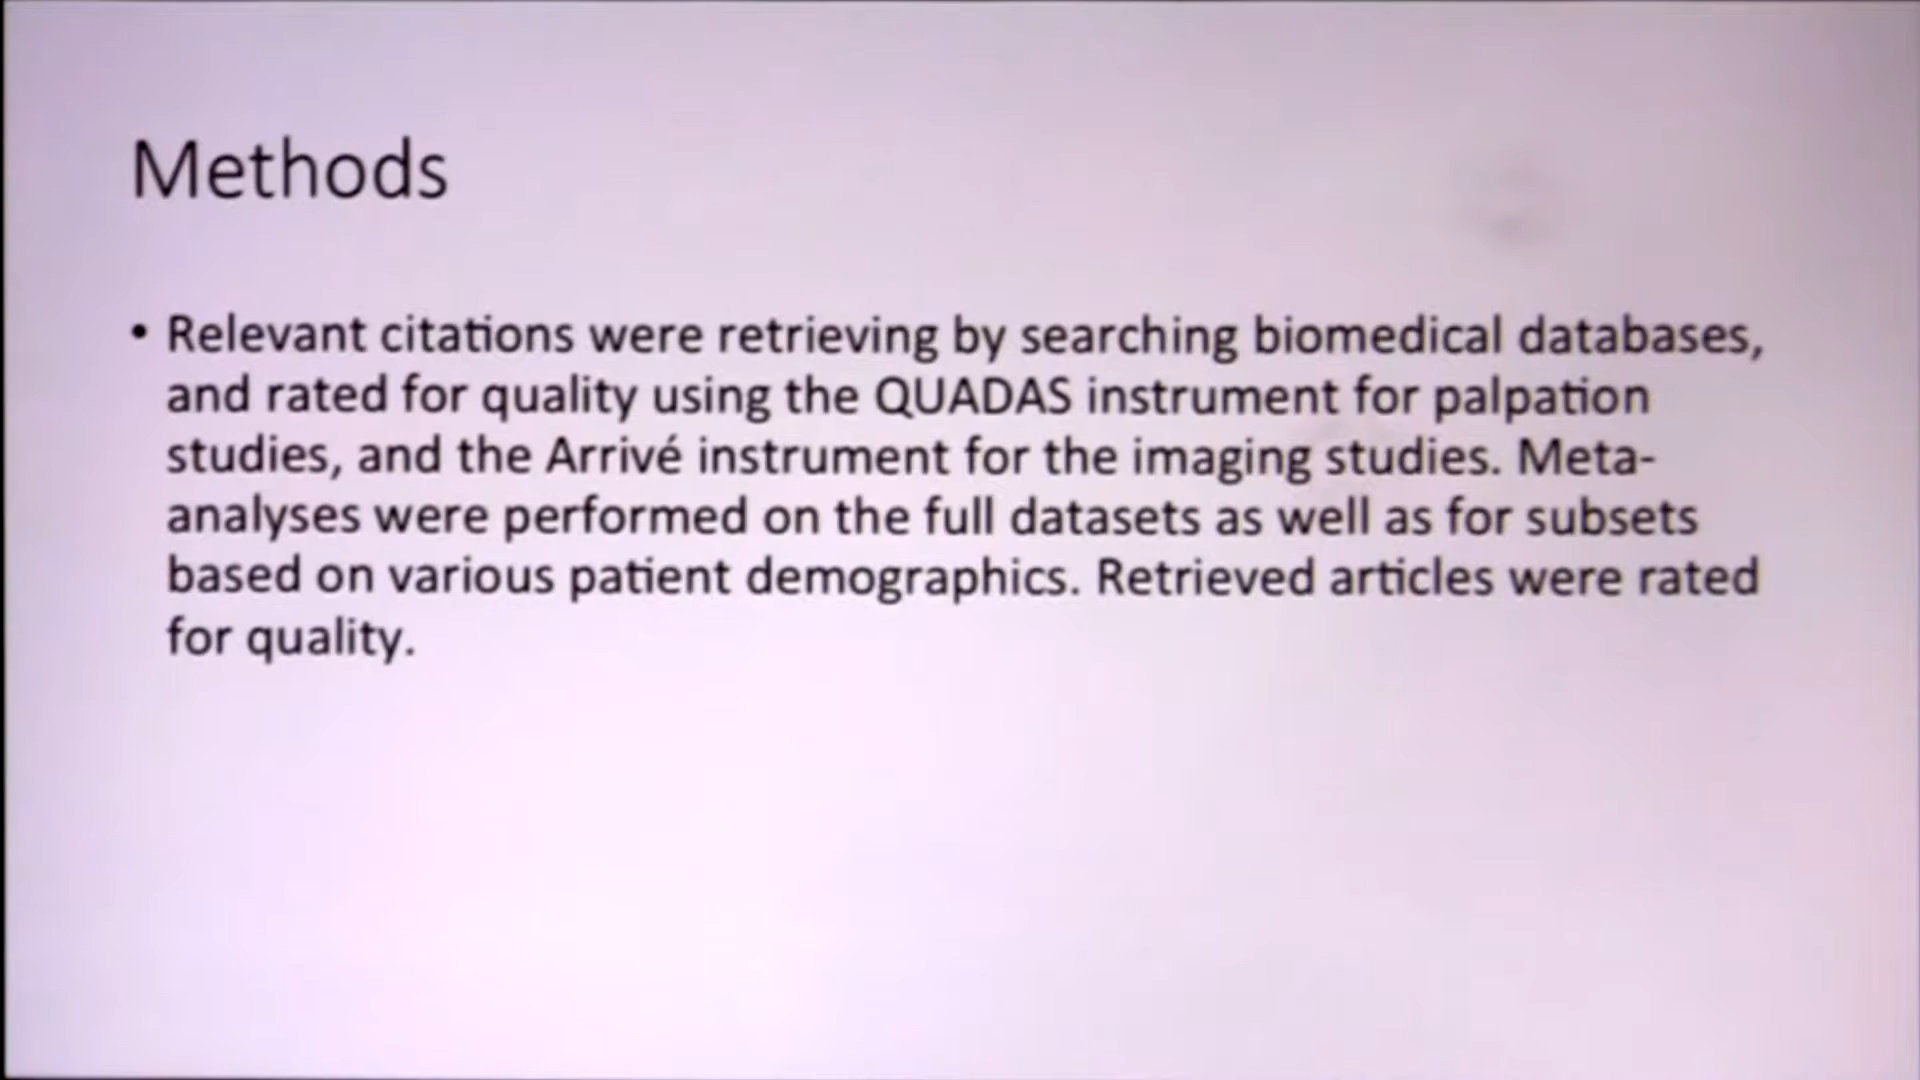 Methods
• Relevant citations were retrieving by searching biomedical databases,
and rated for quality using the QUADAS instrument for palpation
studies, and the Arrivé instrument for the imaging studies. Meta-
analyses were performed on the full datasets as well as for subsets
based on various patient demographics. Retrieved articles were rated
for quality.